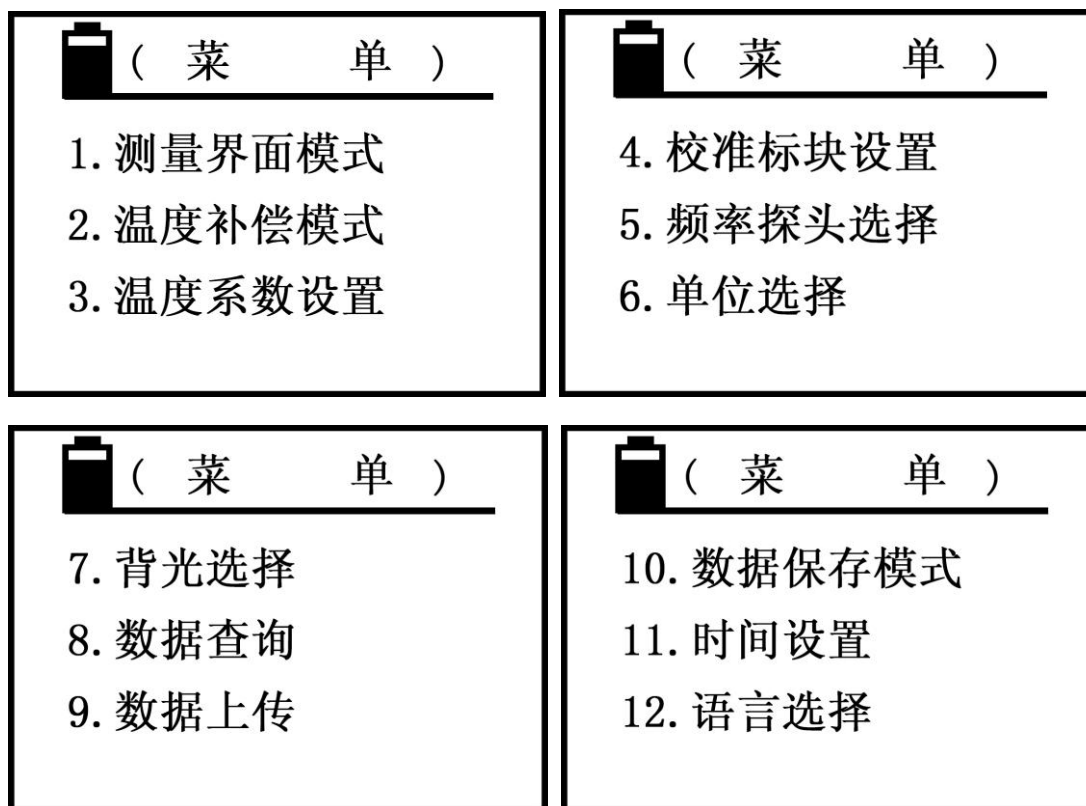 (菜 单)
1.测量界面模式
2.温度补偿模式
3.温度系数设置
(菜 单)
4.校准标块设置
5.频率探头选择
6.单位选择
(菜 单)
7.背光选择
8.数据查询
9.数据上传
(菜 单)
10.数据保存模式
11.时间设置
12.语言选择